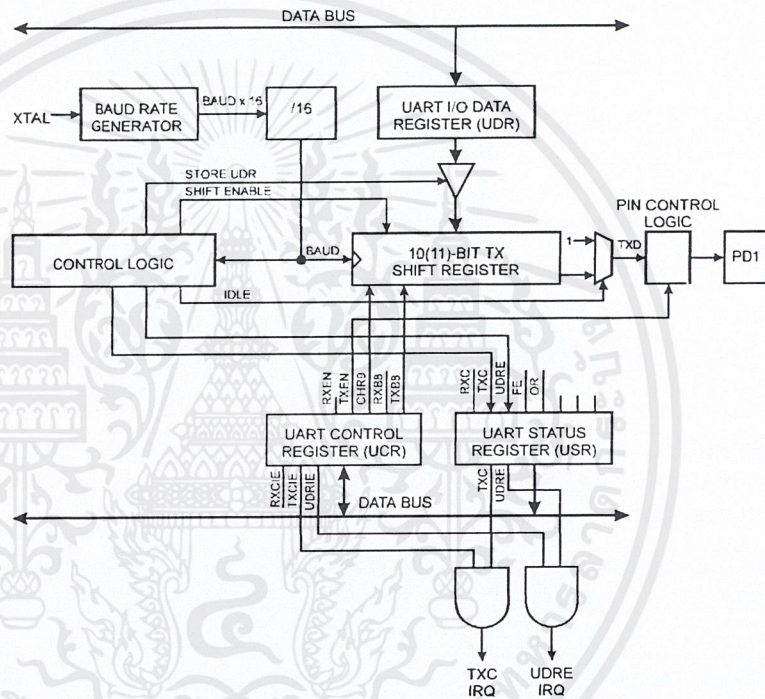 DATA BUS
XTAL
BAUD RATE
GENERATOR
BAUD x 16
/16
UART I/O DATA
REGISTER (UDR)
STORE UDR
SHIFT ENABLE
PIN CONTROL
LOGIC
CONTROL LOGIC
BAUD
10(11)-BIT TX
SHIFT REGISTER
1
TXD
PD1
IDLE
RXEN
TXEN
CHR9
RXB8
TXB8
RXC
TXC
UDRE
FE
OR
UART CONTROL
REGISTER (UCR)
UART STATUS
REGISTER (USR)
RXCIE
TXCIE
UDRIE
TXC
UDRE
DATA BUS
TXC
IRQ
UDRE
IRQ